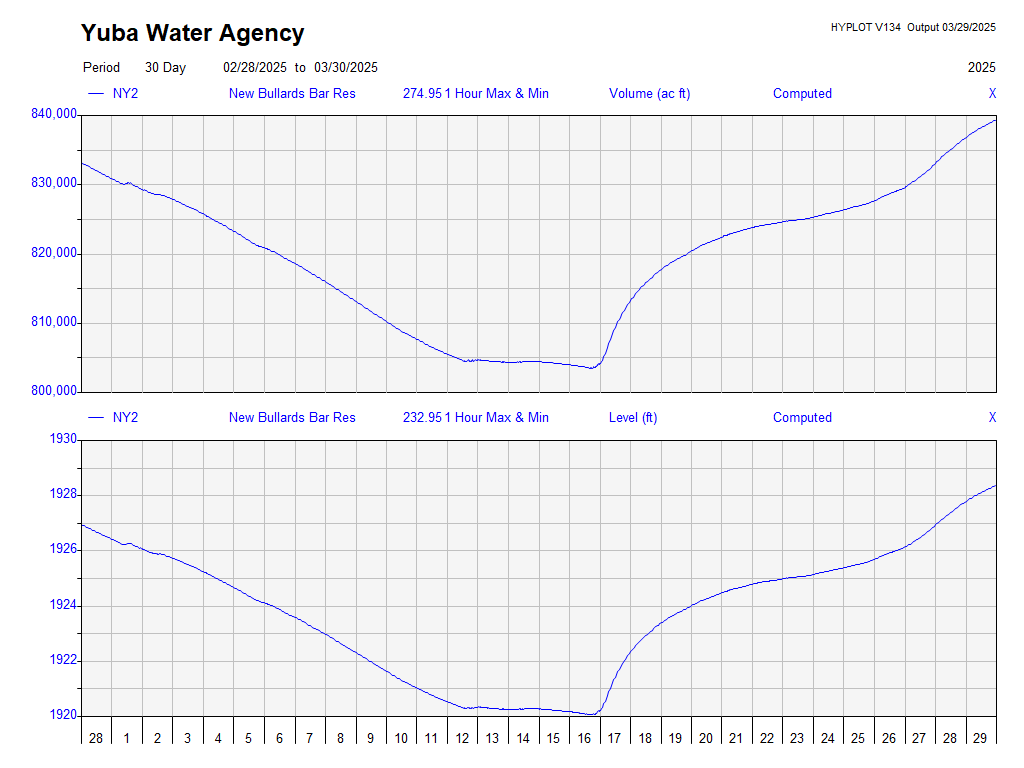 Yuba Water Agency
HYPLOT V134 Output 03/29/2025
Period 30 Day 02/28/2025 to 03/30/2025 2025
NY2 New Bullards Bar Res 274.95 1 Hour Max & Min Volume (ac ft) Computed X
840,000
830,000
820,000
810,000
800,000
NY2 New Bullards Bar Res 232.95 1 Hour Max & Min Level (ft) Computed X
1930
1928
1926
1924
1922
1920
28 1 2 3 4 5 6 7 8 9 10 11 12 13 14 15 16 17 18 19 20 21 22 23 24 25 26 27 28 29